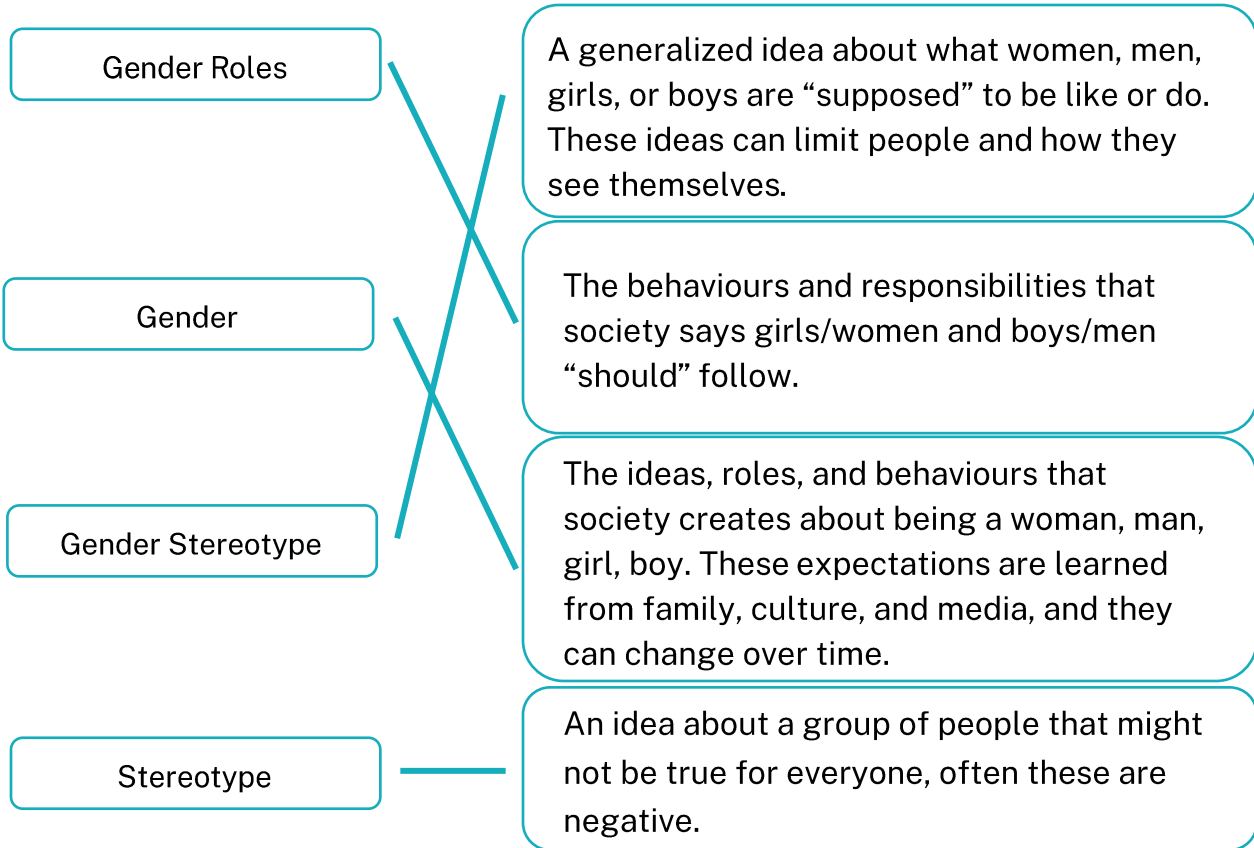 Gender Roles
A generalized idea about what women, men,
girls, or boys are “supposed” to be like or do.
These ideas can limit people and how they
see themselves.
Gender
The behaviours and responsibilities that
society says girls/women and boys/men
“should” follow.
Gender Stereotype
The ideas, roles, and behaviours that
society creates about being a woman, man,
girl, boy. These expectations are learned
from family, culture, and media, and they
can change over time.
Stereotype
An idea about a group of people that might
not be true for everyone, often these are
negative.